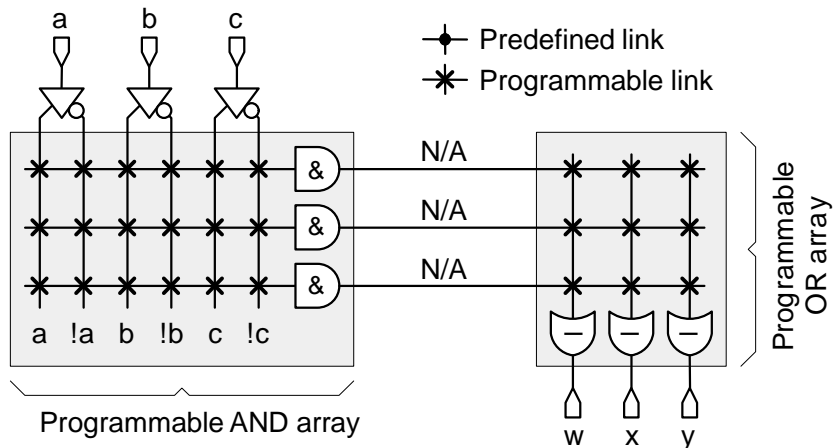 a b c
Predefined link
Programmable link
& N/A
& N/A
& N/A
a !a b !b c !c
| | |
w x y
Programmable AND array
Programmable
OR array